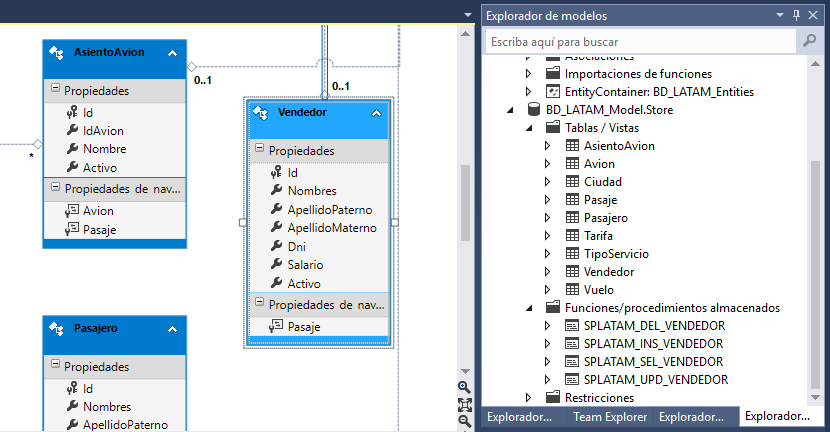 AsientoAvion
Propiedades
Id
IdAvion
Nombre
Activo
Propiedades de nav...
Avion
Pasaje
0..1
0..1
*
Vendedor
Propiedades
Id
Nombres
ApellidoPaterno
ApellidoMaterno
Dni
Salario
Activo
Propiedades de nav...
Pasaje
Pasajero
Propiedades
Id
Nombres
ApellidoPaterno
Explorador de modelos
Escriba aquí para buscar
Asociaciones
Importaciones de funciones
EntityContainer: BD_LATAM_Entities
BD_LATAM_Model.Store
Tablas / Vistas
AsientoAvion
Avion
Ciudad
Pasaje
Pasajero
Tarifa
TipoServicio
Vendedor
Vuelo
Funciones/procedimientos almacenados
SPLATAM_DEL_VENDEDOR
SPLATAM_INS_VENDEDOR
SPLATAM_SEL_VENDEDOR
SPLATAM_UPD_VENDEDOR
Restricciones
Explorador... Team Explorer Explorador... Explorador...